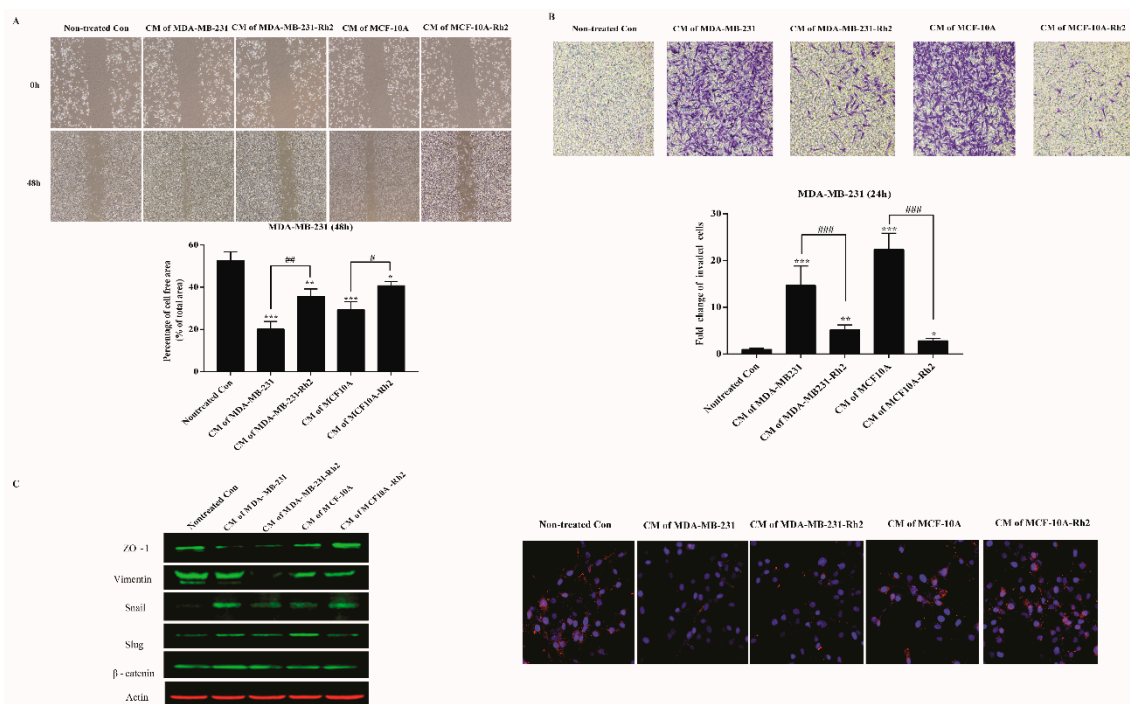 A
Non-treated Con CM of MDA-MB-231 CM of MDA-MB-231-Rh2 CM of MCF-10A CM of MCF-10A-Rh2
0h
48h
MDA-MB-231 (48h)
Percentage of cell free area
(% of total area)
60
40
20
0
***
##
**
***
#
*
Nontreated Con
CM of MDA-MB-231
CM of MDA-MB-231-Rh2
CM of MCF10A
CM of MCF10A-Rh2
B
Non-treated Con CM of MDA-MB-231 CM of MDA-MB-231-Rh2 CM of MCF-10A CM of MCF-10A-Rh2
MDA-MB-231 (24h)
Fold change of invaded cells
30
20
10
0
***
###
**
***
###
*
Nontreated Con
CM of MDA-MB231
CM of MDA-MB231-Rh2
CM of MCF10A
CM of MCF10A-Rh2
C
Nontreated Con
CM of MDA- MB-231
CM of MDA-MB-231-Rh2
CM of MCF-10A
CM of MCF10A -Rh2
ZO - 1
Vimentin
Snail
Slug
β - catenin
Actin
Non-treated Con CM of MDA-MB-231 CM of MDA-MB-231-Rh2 CM of MCF-10A CM of MCF-10A-Rh2